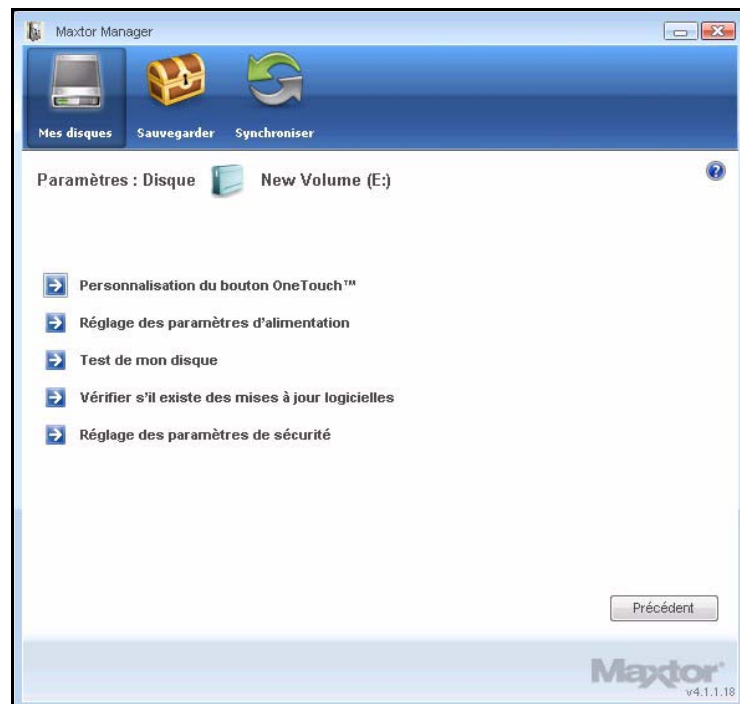 Maxtor Manager
Mes disques Sauvegarder Synchroniser
Paramètres : Disque New Volume (E:)
Personnalisation du bouton OneTouch™
Réglage des paramètres d'alimentation
Test de mon disque
Vérifier s'il existe des mises à jour logicielles
Réglage des paramètres de sécurité
Précédent
Maxtor
v4.1.1.18